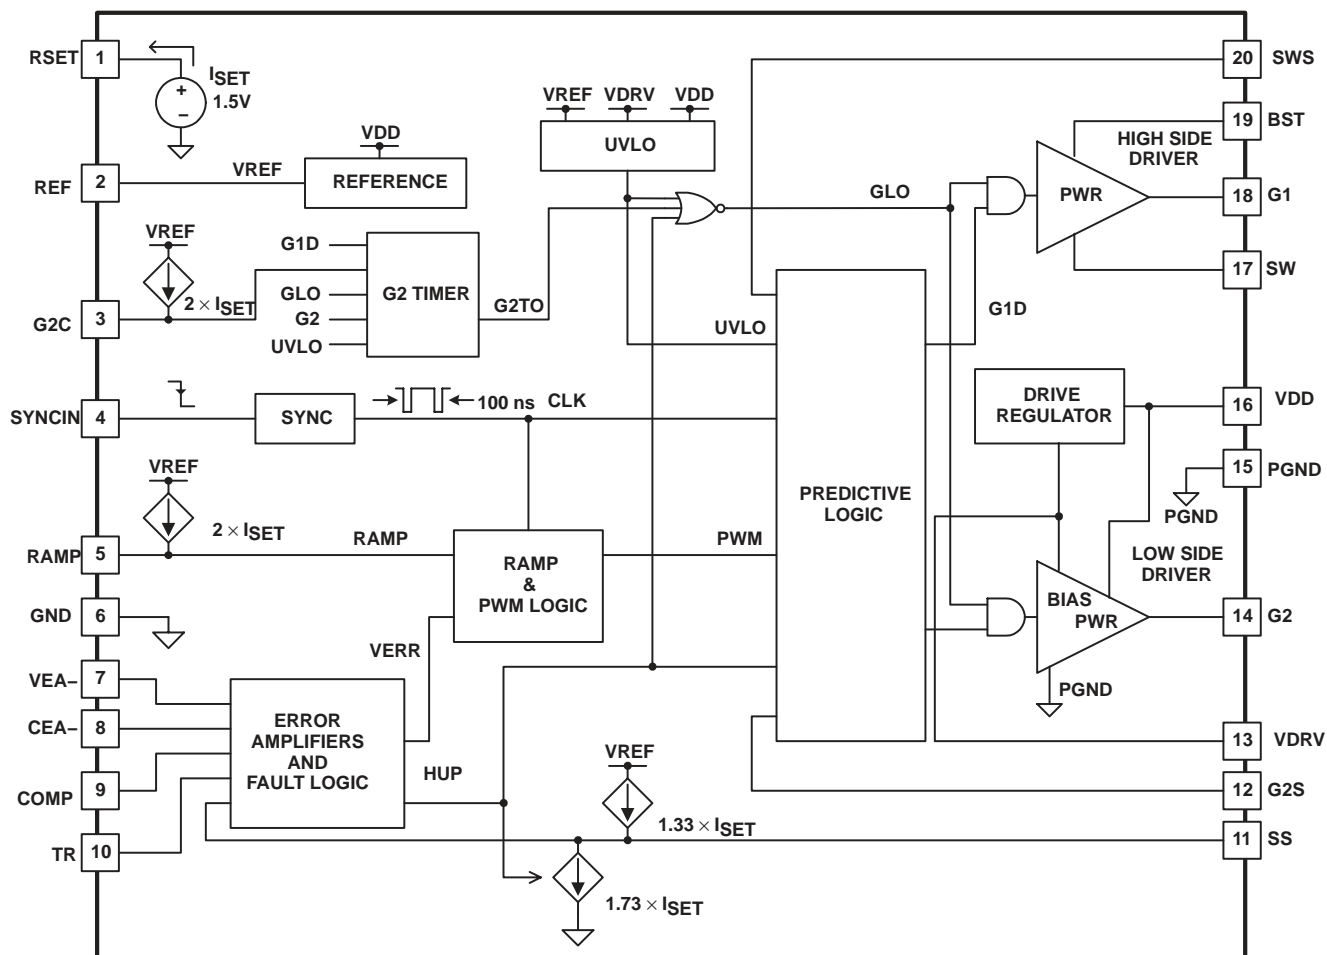 RSET 1
ISET
1.5V
+
−
REF 2
VREF
VDD
REFERENCE
VREF VDRV VDD
UVLO
20 SWS
19 BST
HIGH SIDE
DRIVER
PWR
18 G1
17 SW
GLO
G1D
VREF
2 × ISET
G2C 3
G1D
GLO
G2
UVLO
G2 TIMER
G2TO
UVLO
SYNCIN 4
SYNC
100 ns CLK
DRIVE
REGULATOR
16 VDD
15 PGND
PGND
VREF
2 × ISET
RAMP 5
RAMP
RAMP
&
PWM LOGIC
PWM
PREDICTIVE
LOGIC
LOW SIDE
DRIVER
BIAS
PWR
14 G2
PGND
GND 6
VERR
VEA− 7
CEA− 8
COMP 9
TR 10
ERROR
AMPLIFIERS
AND
FAULT LOGIC
HUP
VREF
1.33 × ISET
1.73 × ISET
13 VDRV
12 G2S
11 SS